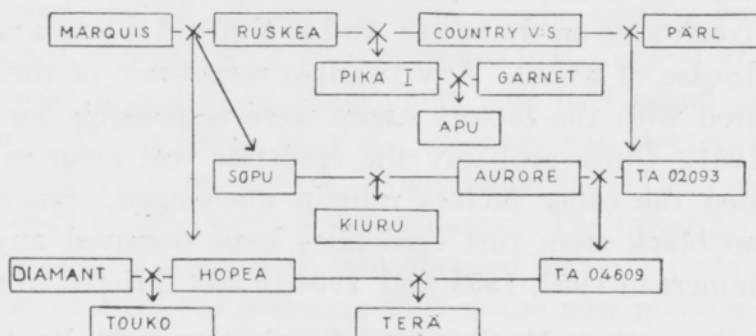 MARQUIS RUSKEA COUNTRY V:S PÄRL
PIKA I GARNET
APU
SOPU AURORE TA 02093
KIURU
DIAMANT HOPEA TA 04609
TOUKO TERÄ